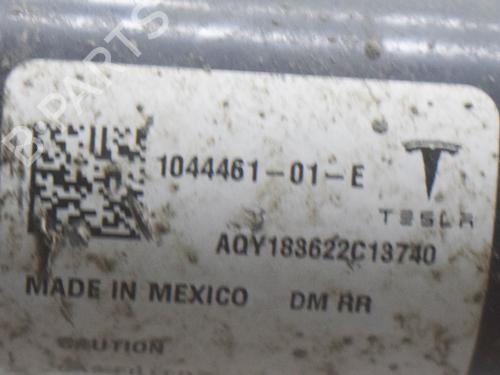 B-PARTS
1044461-01-E
TESLA
AQY183622C13740
MADE IN MEXICO DM RR
CAUTION